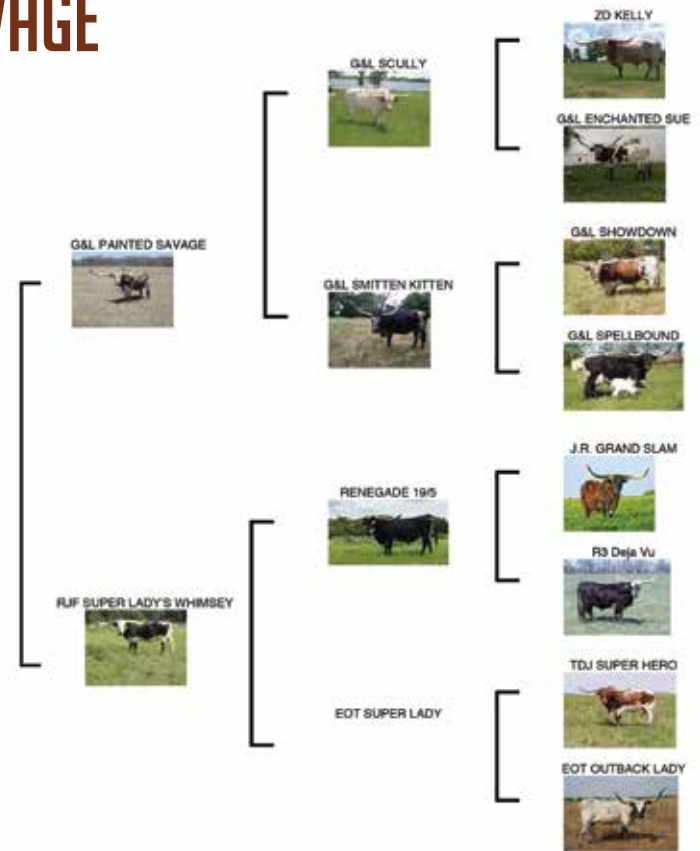 ZD KELLY
G&L SCULLY
G&L ENCHANTED SUE
G&L SHOWDOWN
G&L PAINTED SAVAGE
G&L SMITTEN KITTEN
G&L SPELLBOUND
J.R. GRAND SLAM
RENEGADE 19/5
R3 Deja Vu
RJF SUPER LADY'S WHIMSEY
TDJ SUPER HERO
EOT SUPER LADY
EOT OUTBACK LADY